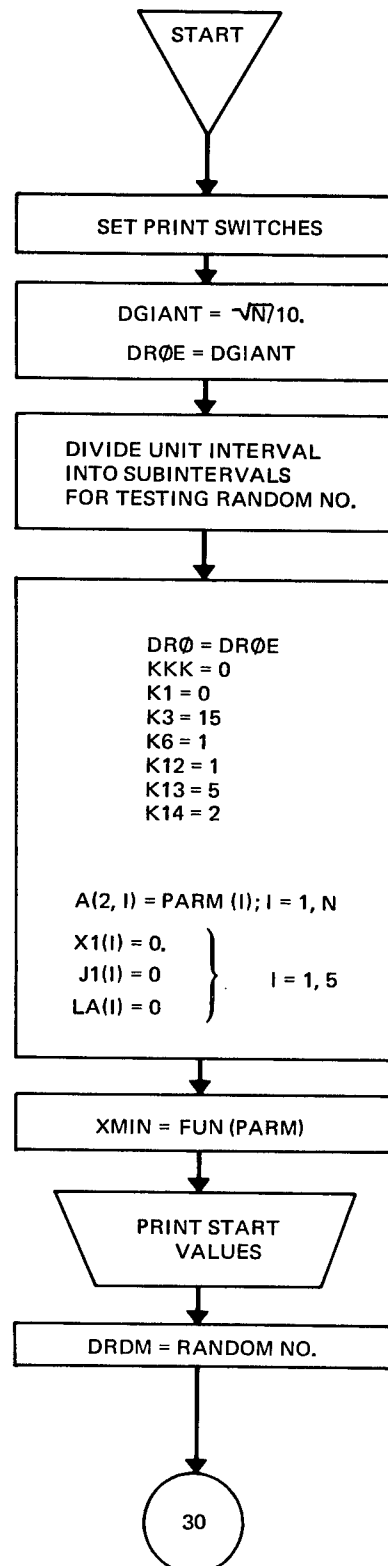 START
SET PRINT SWITCHES
DGIANT = √N/10.
DRØE = DGIANT
DIVIDE UNIT INTERVAL
INTO SUBINTERVALS
FOR TESTING RANDOM NO.
DRØ = DRØE
KKK = 0
K1 = 0
K3 = 15
K6 = 1
K12 = 1
K13 = 5
K14 = 2
A(2, I) = PARM (I); I = 1, N
X1(I) = 0.
J1(I) = 0
LA(I) = 0
I = 1, 5
XMIN = FUN (PARM)
PRINT START
VALUES
DRDM = RANDOM NO.
30